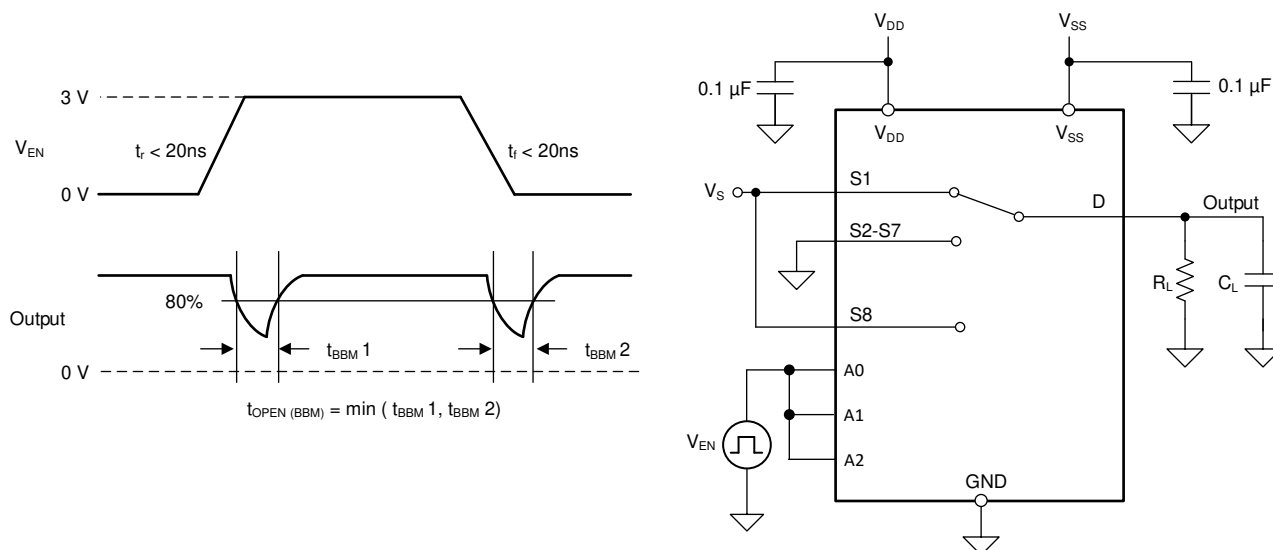 3 V
V_EN
t_r < 20ns
t_f < 20ns
0 V
80%
Output
t_BBM 1
t_BBM 2
0 V
t_OPEN (BBM) = min ( t_BBM 1, t_BBM 2)
V_DD
V_SS
0.1 µF
0.1 µF
V_DD
V_SS
V_S
S1
D
Output
S2-S7
R_L
C_L
S8
A0
A1
V_EN
A2
GND